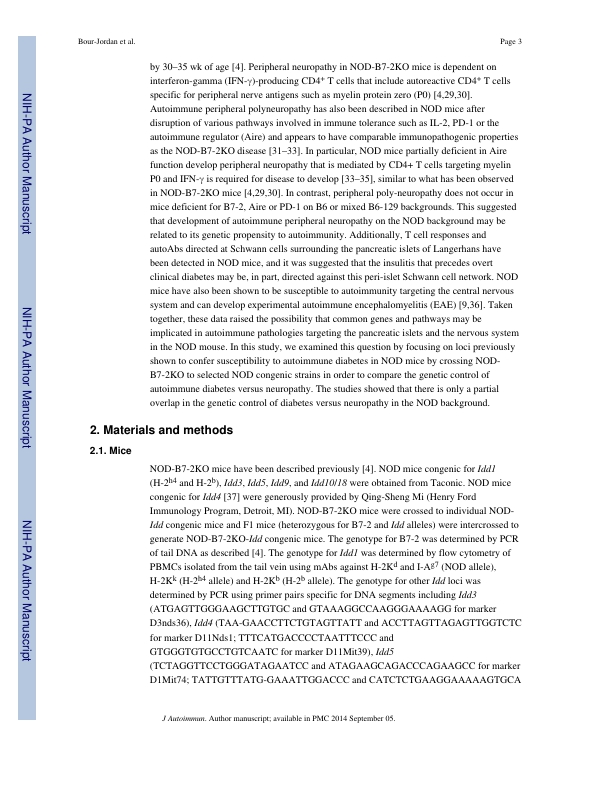 Bour-Jordan et al.
Page 3
by 30–35 wk of age [4]. Peripheral neuropathy in NOD-B7-2KO mice is dependent on
interferon-gamma (IFN-γ)-producing CD4+ T cells that include autoreactive CD4+ T cells
specific for peripheral nerve antigens such as myelin protein zero (P0) [4,29,30].
Autoimmune peripheral polyneuropathy has also been described in NOD mice after
disruption of various pathways involved in immune tolerance such as IL-2, PD-1 or the
autoimmune regulator (Aire) and appears to have comparable immunopathogenic properties
as the NOD-B7-2KO disease [31–33]. In particular, NOD mice partially deficient in Aire
function develop peripheral neuropathy that is mediated by CD4+ T cells targeting myelin
P0 and IFN-γ is required for disease to develop [33–35], similar to what has been observed
in NOD-B7-2KO mice [4,29,30]. In contrast, peripheral poly-neuropathy does not occur in
mice deficient for B7-2, Aire or PD-1 on B6 or mixed B6-129 backgrounds. This suggested
that development of autoimmune peripheral neuropathy on the NOD background may be
related to its genetic propensity to autoimmunity. Additionally, T cell responses and
autoAbs directed at Schwann cells surrounding the pancreatic islets of Langerhans have
been detected in NOD mice, and it was suggested that the insulitis that precedes overt
clinical diabetes may be, in part, directed against this peri-islet Schwann cell network. NOD
mice have also been shown to be susceptible to autoimmunity targeting the central nervous
system and can develop experimental autoimmune encephalomyelitis (EAE) [9,36]. Taken
together, these data raised the possibility that common genes and pathways may be
implicated in autoimmune pathologies targeting the pancreatic islets and the nervous system
in the NOD mouse. In this study, we examined this question by focusing on loci previously
shown to confer susceptibility to autoimmune diabetes in NOD mice by crossing NOD-
B7-2KO to selected NOD congenic strains in order to compare the genetic control of
autoimmune diabetes versus neuropathy. The studies showed that there is only a partial
overlap in the genetic control of diabetes versus neuropathy in the NOD background.
2. Materials and methods
2.1. Mice
NOD-B7-2KO mice have been described previously [4]. NOD mice congenic for Idd1
(H-2h4 and H-2b), Idd3, Idd5, Idd9, and Idd10/18 were obtained from Taconic. NOD mice
congenic for Idd4 [37] were generously provided by Qing-Sheng Mi (Henry Ford
Immunology Program, Detroit, MI). NOD-B7-2KO mice were crossed to individual NOD-
Idd congenic mice and F1 mice (heterozygous for B7-2 and Idd alleles) were intercrossed to
generate NOD-B7-2KO-Idd congenic mice. The genotype for B7-2 was determined by PCR
of tail DNA as described [4]. The genotype for Idd1 was determined by flow cytometry of
PBMCs isolated from the tail vein using mAbs against H-2Kd and I-Ag7 (NOD allele),
H-2Kk (H-2h4 allele) and H-2Kb (H-2b allele). The genotype for other Idd loci was
determined by PCR using primer pairs specific for DNA segments including Idd3
(ATGAGTTGGGAAGCTTGTGC and GTAAAGGCCAAGGGAAAAGG for marker
D3nds36), Idd4 (TAA-GAACCTTCTGTAGTTATT and ACCTTAGTTAGAGTTGGTCTC
for marker D11Nds1; TTTCATGACCCCTAATTTCCC and
GTGGGTGTGCCTGTCAATC for marker D11Mit39), Idd5
(TCTAGGTTCCTGGGATAGAATCC and ATAGAAGCAGACCCAGAAGCC for marker
D1Mit74; TATTGTTTATG-GAAATTGGACCC and CATCTCTGAAGGAAAAAGTGCA
J Autoimmun. Author manuscript; available in PMC 2014 September 05.
NIH-PA Author Manuscript
NIH-PA Author Manuscript
NIH-PA Author Manuscript